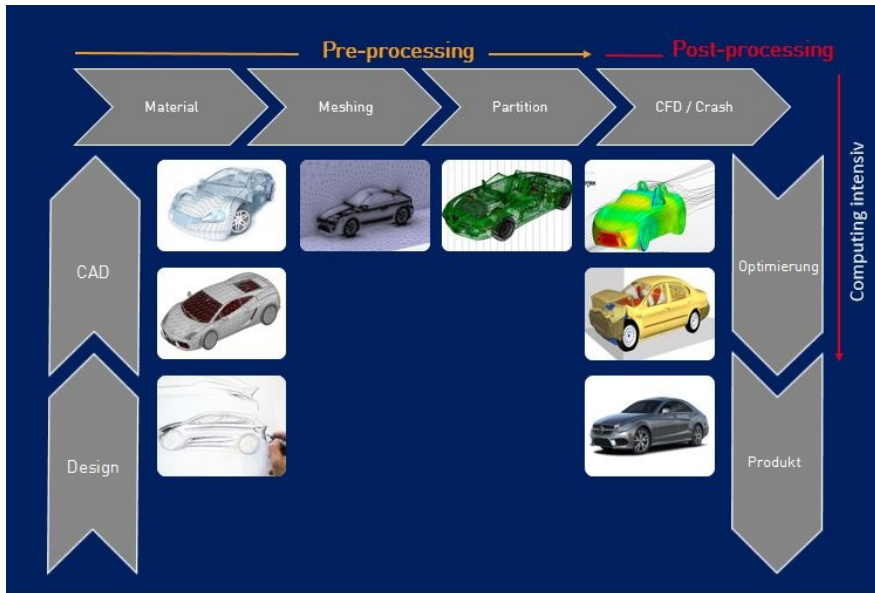 Pre-processing
Post-processing
Material
Meshing
Partition
CFD / Crash
CAD
Optimierung
Computing intensiv
Design
Produkt